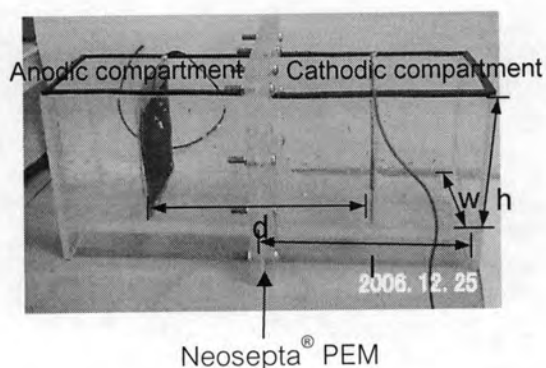 Anodic compartment Cathodic compartment
w
h
d
2006. 12. 25
Neosepta® PEM